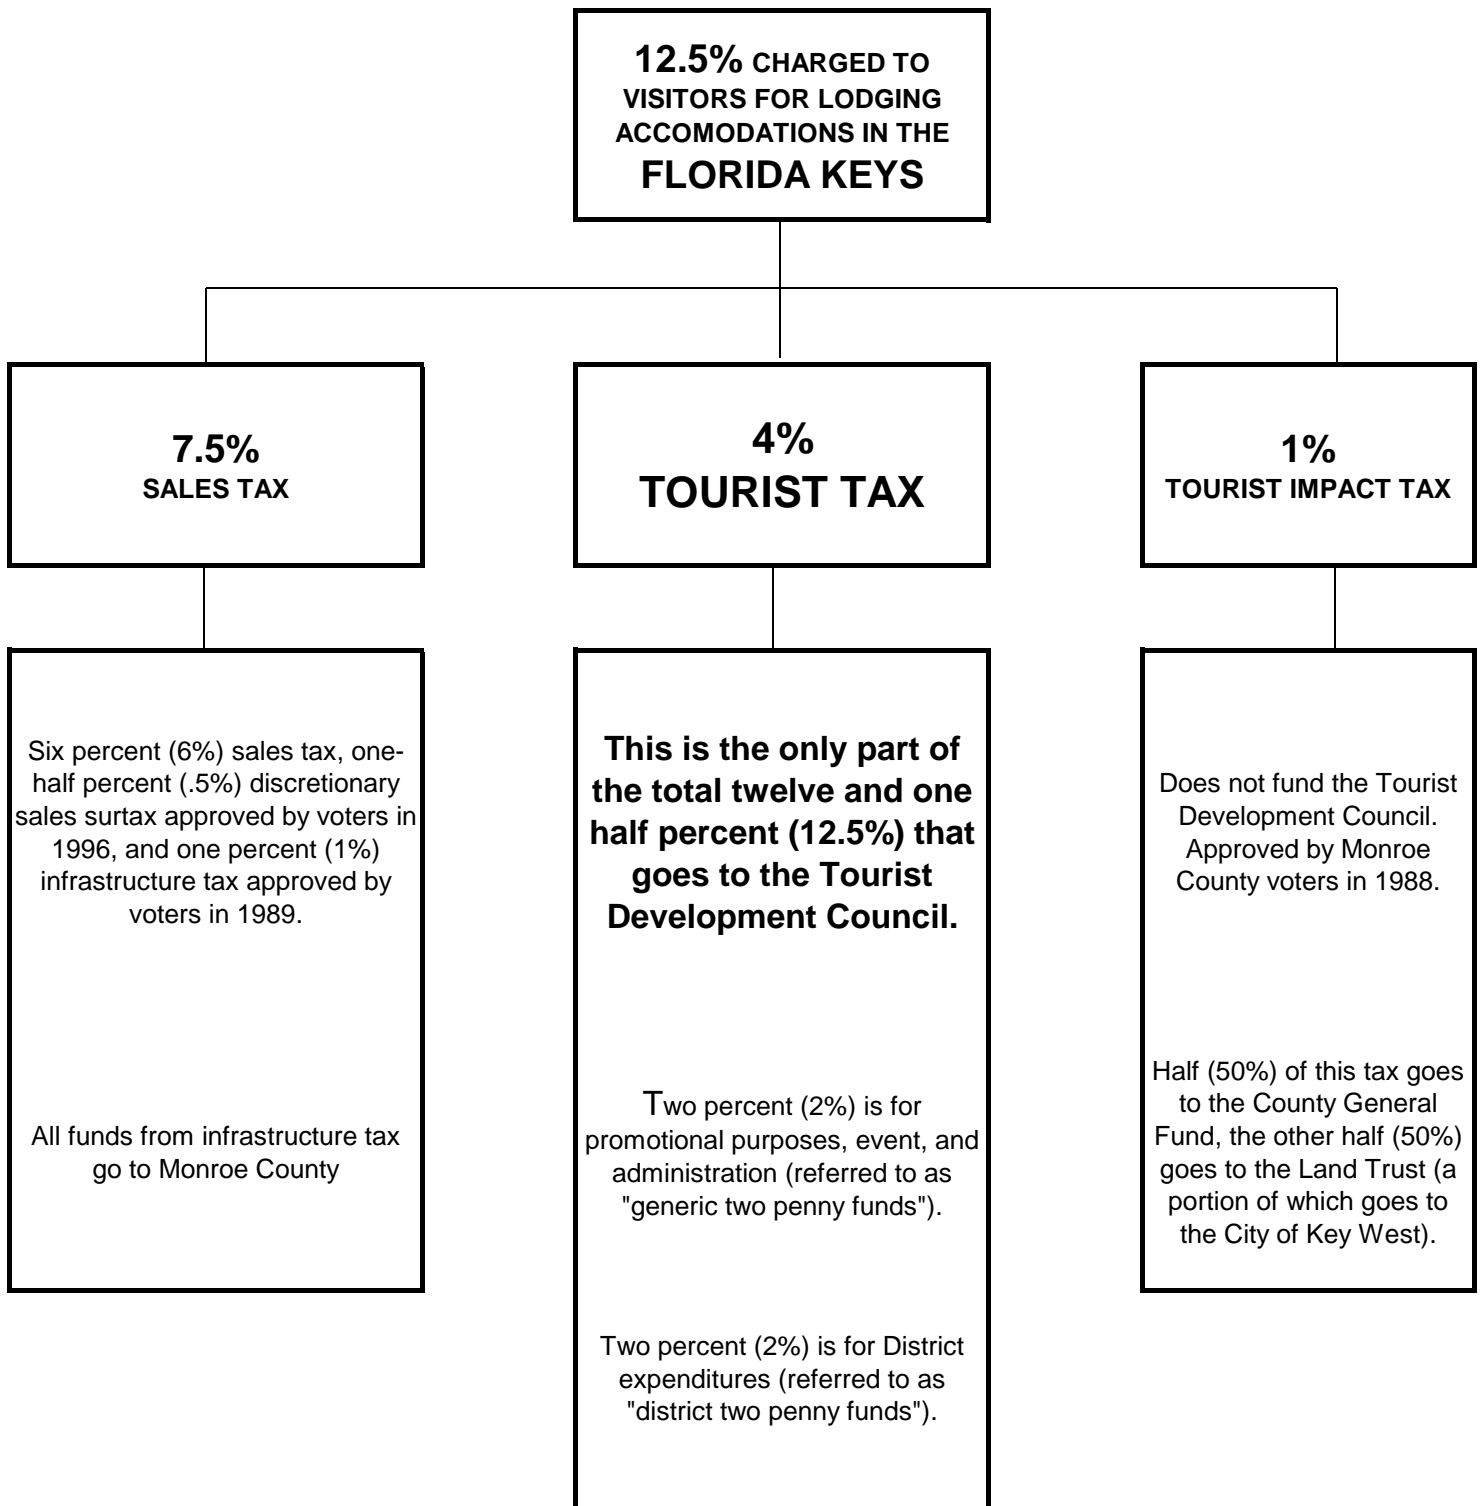 12.5% CHARGED TO
VISITORS FOR LODGING
ACCOMODATIONS IN THE
FLORIDA KEYS
7.5%
SALES TAX
4%
TOURIST TAX
1%
TOURIST IMPACT TAX
Six percent (6%) sales tax, one-
half percent (.5%) discretionary
sales surtax approved by voters in
1996, and one percent (1%)
infrastructure tax approved by
voters in 1989.
All funds from infrastructure tax
go to Monroe County
This is the only part of
the total twelve and one
half percent (12.5%) that
goes to the Tourist
Development Council.
Two percent (2%) is for
promotional purposes, event, and
administration (referred to as
"generic two penny funds").
Two percent (2%) is for District
expenditures (referred to as
"district two penny funds").
Does not fund the Tourist
Development Council.
Approved by Monroe
County voters in 1988.
Half (50%) of this tax goes
to the County General
Fund, the other half (50%)
goes to the Land Trust (a
portion of which goes to
the City of Key West).